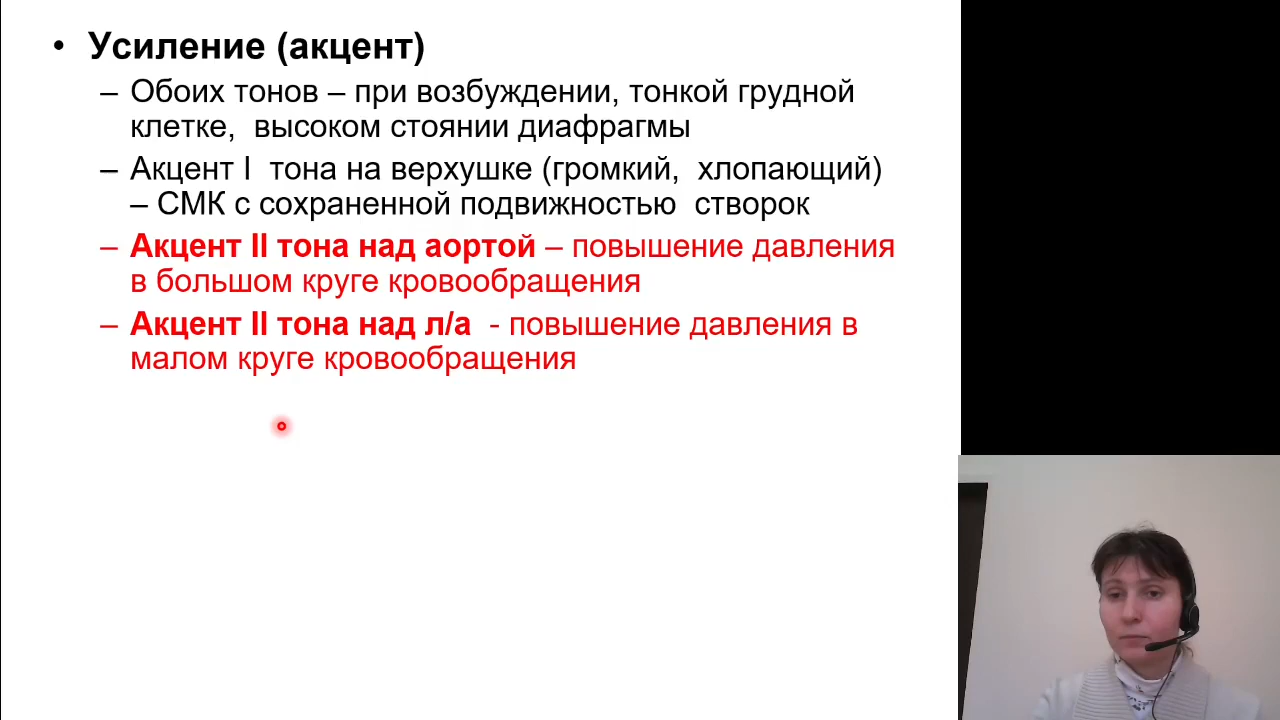 • Усиление (акцент)
– Обоих тонов – при возбуждении, тонкой грудной
клетке, высоком стоянии диафрагмы
– Акцент I тона на верхушке (громкий, хлопающий)
– СМК с сохраненной подвижностью створок
– Акцент II тона над аортой – повышение давления
в большом круге кровообращения
– Акцент II тона над л/а - повышение давления в
малом круге кровообращения